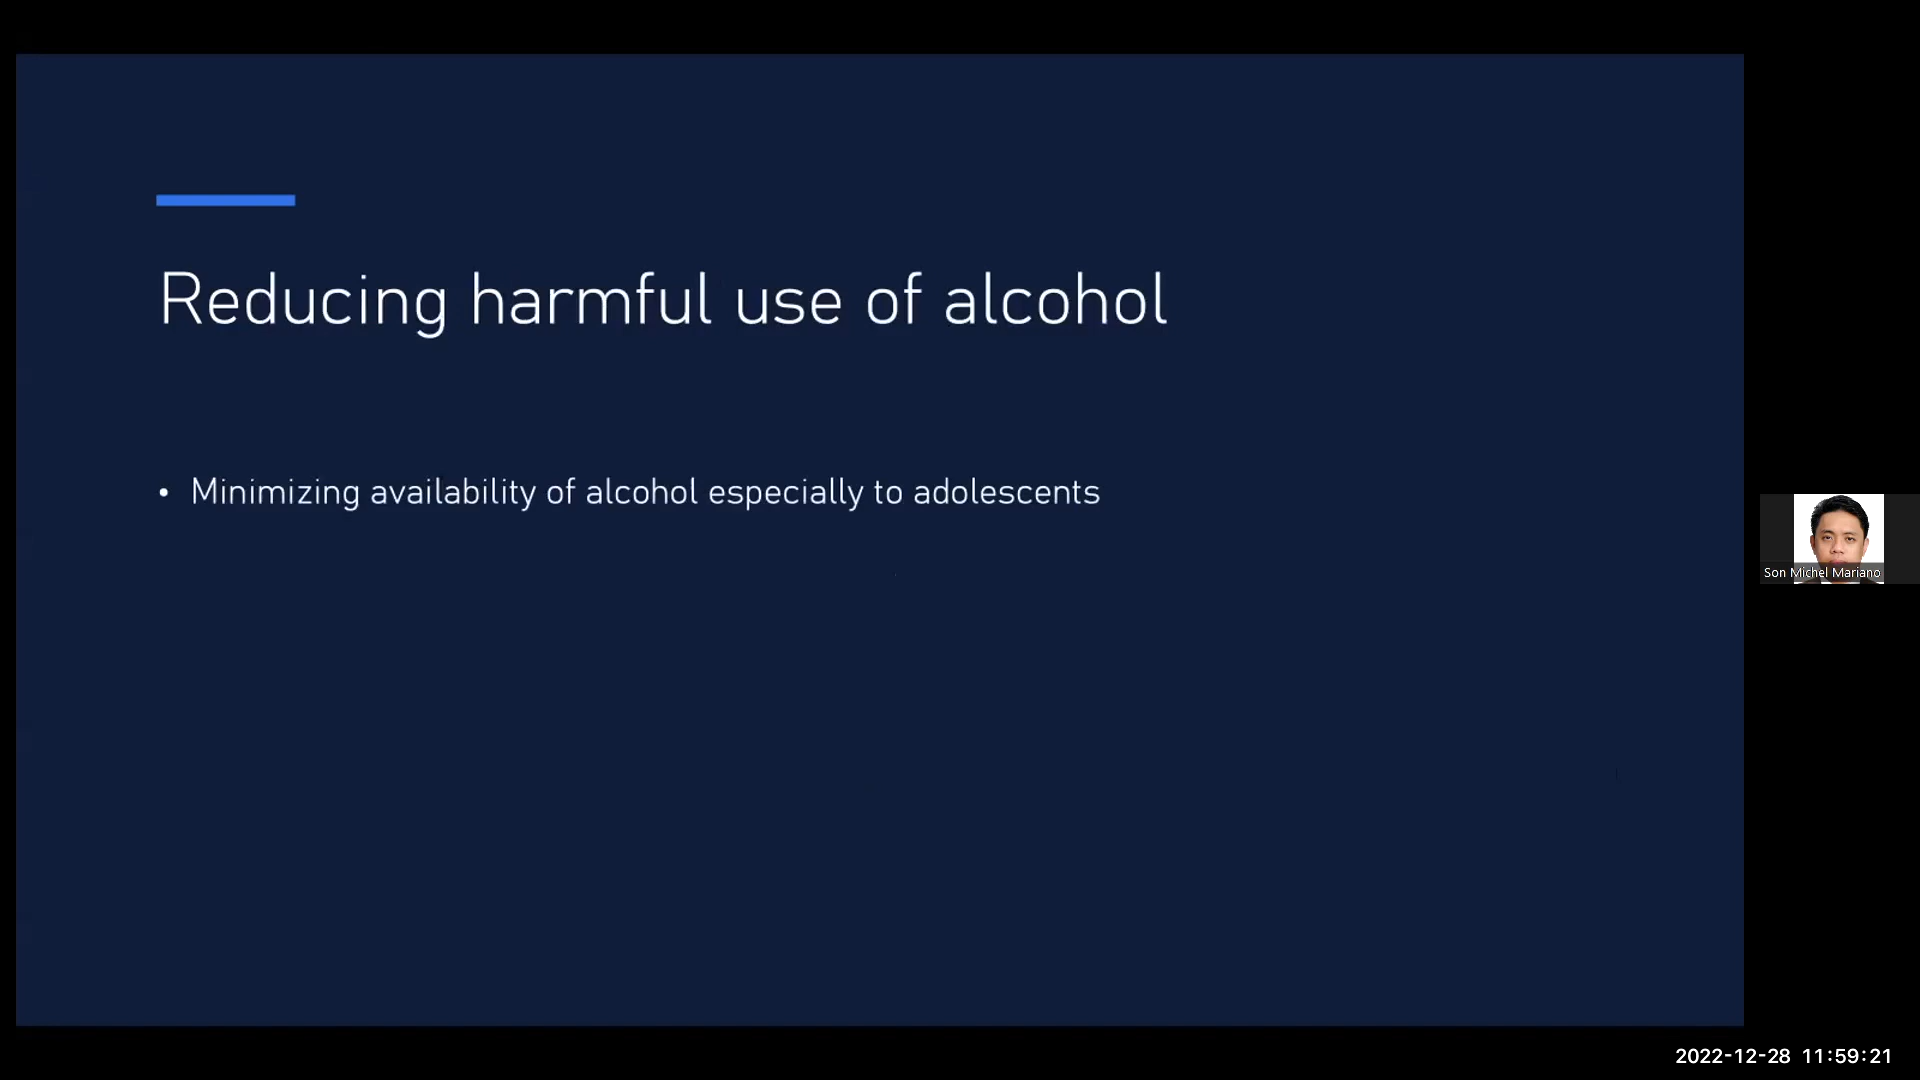 Reducing harmful use of alcohol
• Minimizing availability of alcohol especially to adolescents
Son Michel Mariano
2022-12-28 11:59:21